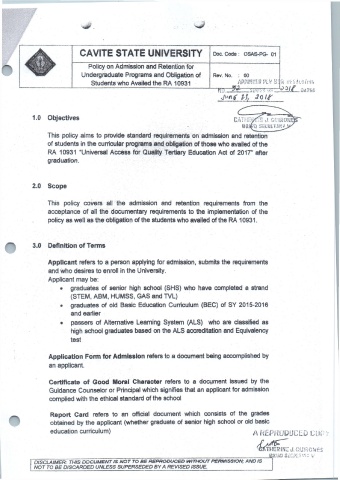 CAVITE STATE UNIVERSITY
Doc. Code : OSAS-PG- 01
Policy on Admission and Retention for
Undergraduate Programs and Obligation of
Students who Availed the RA 10931
Rev. No. : 00
June 21, 2018
1.0 Objectives
This policy aims to provide standard requirements on admission and retention
of students in the curricular programs and obligation of those who availed of the
RA 10931 "Universal Access for Quality Tertiary Education Act of 2017" after
graduation.
2.0 Scope
This policy covers all the admission and retention requirements from the
acceptance of all the documentary requirements to the implementation of the
policy as well as the obligation of the students who availed of the RA 10931.
3.0 Definition of Terms
Applicant refers to a person applying for admission, submits the requirements
and who desires to enroll in the University.
Applicant may be:
• graduates of senior high school (SHS) who have completed a strand
(STEM, ABM, HUMSS, GAS and TVL)
• graduates of old Basic Education Curriculum (BEC) of SY 2015-2016
and earlier
• passers of Alternative Learning System (ALS) who are classified as
high school graduates based on the ALS accreditation and Equivalency
test
Application Form for Admission refers to a document being accomplished by
an applicant.
Certificate of Good Moral Character refers to a document issued by the
Guidance Counselor or Principal which signifies that an applicant for admission
complied with the ethical standard of the school
Report Card refers to an official document which consists of the grades
obtained by the applicant (whether graduate of senior high school or old basic
education curriculum)
A REPRODUCED COPY
DISCLAIMER: THIS DOCUMENT IS NOT TO BE REPRODUCED WITHOUT PERMISSION; AND IS
NOT TO BE DISCARDED UNLESS SUPERSEDED BY A REVISED ISSUE.